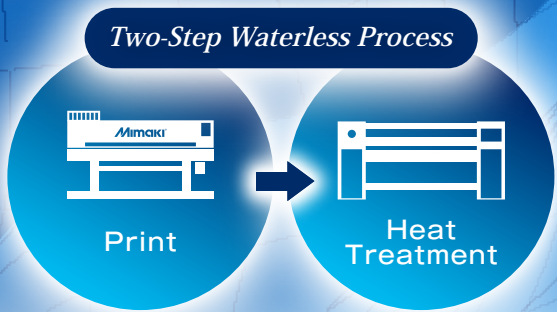 Two-Step Waterless Process
Mimaki
Print
Heat
Treatment